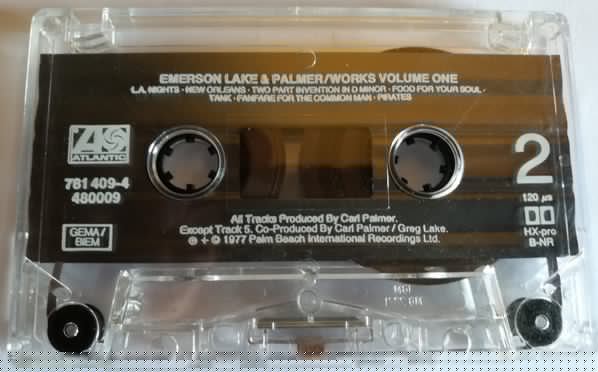 EMERSON LAKE & PALMER/WORKS VOLUME ONE
L.A. NIGHTS · NEW ORLEANS · TWO PART INVENTION IN D MINOR · FOOD FOR YOUR SOUL ·
TANK · FANFARE FOR THE COMMON MAN · PIRATES
ATLANTIC
781 409-4
480009
GEMA/
BIEM
2
120 µs
HX-pro
B-NR
All Tracks Produced By Carl Palmer.
Except Track 5. Co-Produced By Carl Palmer / Greg Lake.
℗ + © 1977 Palm Beach International Recordings Ltd.